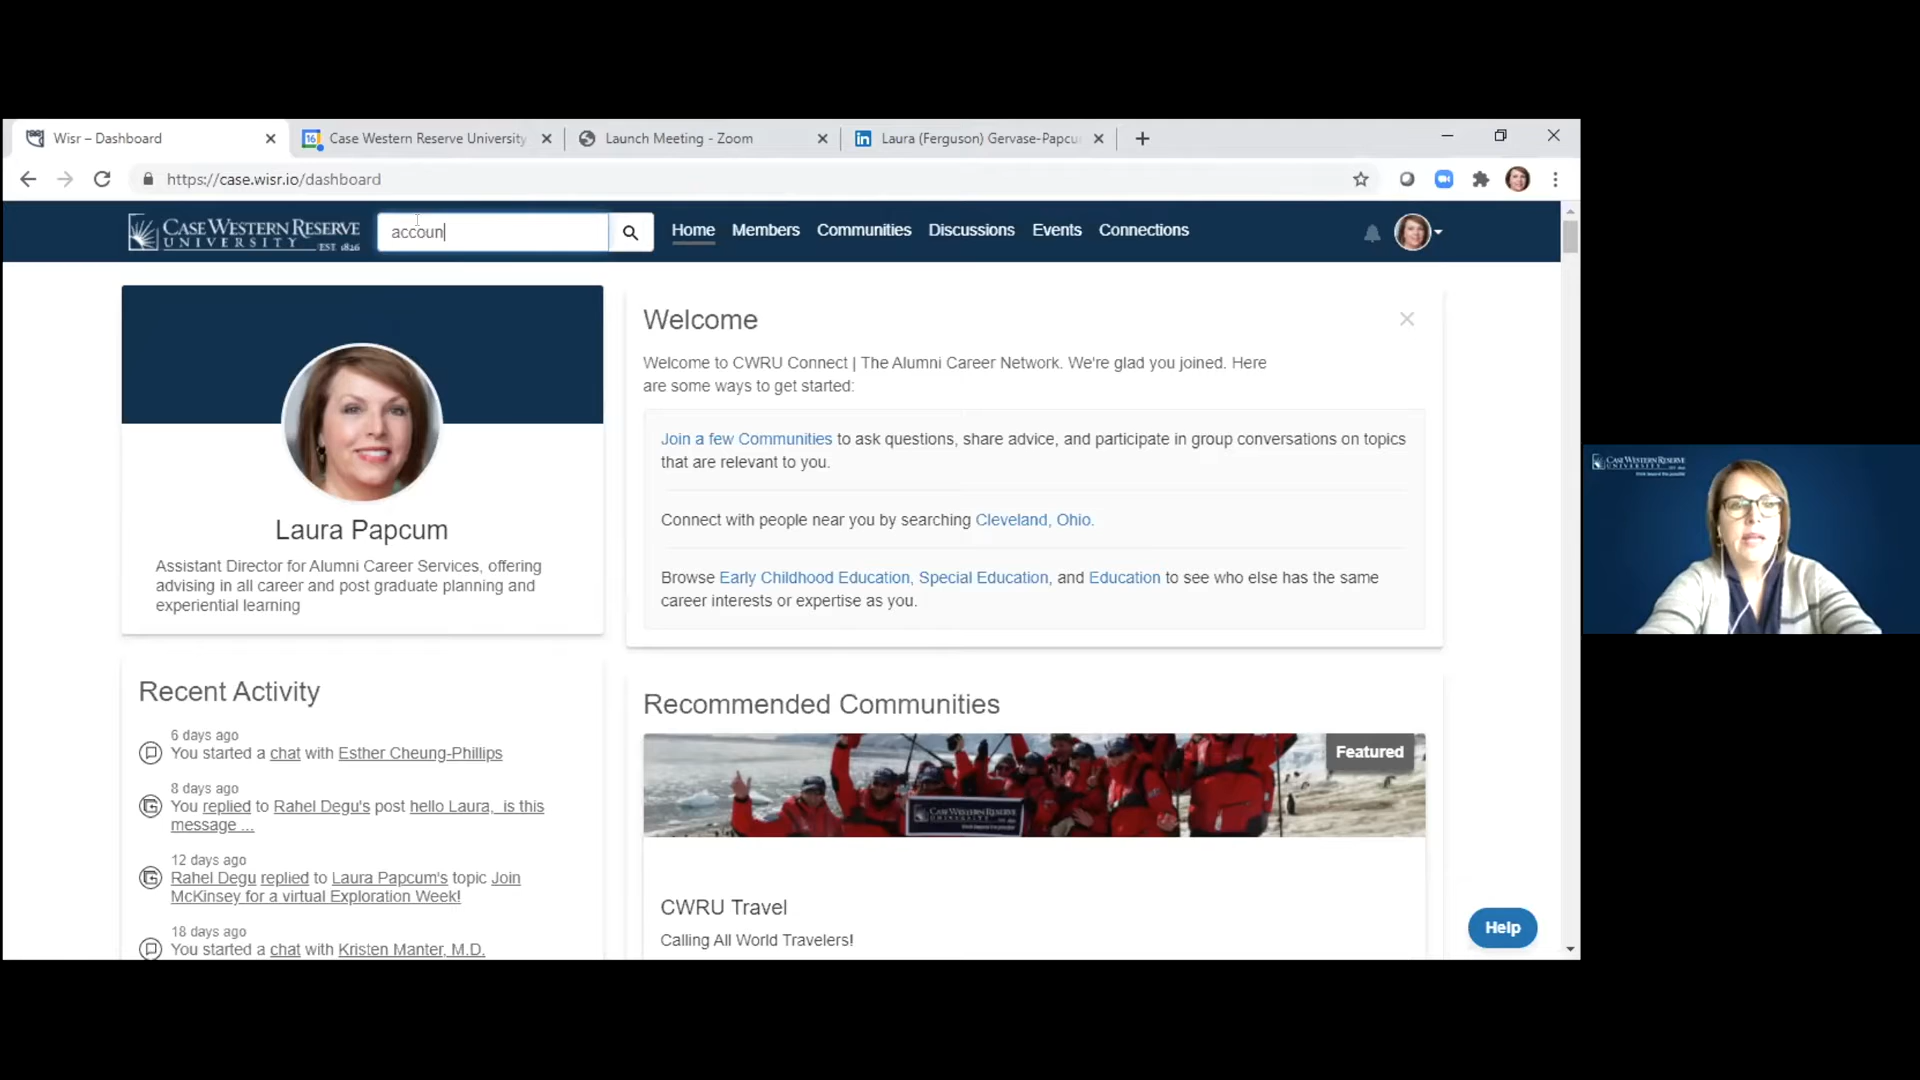 Wisr – Dashboard
Case Western Reserve University
Launch Meeting - Zoom
Laura (Ferguson) Gervase-Papcu
https://case.wisr.io/dashboard
CASE WESTERN RESERVE
UNIVERSITY EST 1826
accoun
Home Members Communities Discussions Events Connections
Laura Papcum
Assistant Director for Alumni Career Services, offering
advising in all career and post graduate planning and
experiential learning
Welcome
Welcome to CWRU Connect | The Alumni Career Network. We're glad you joined. Here
are some ways to get started:
Join a few Communities to ask questions, share advice, and participate in group conversations on topics
that are relevant to you.
Connect with people near you by searching Cleveland, Ohio.
Browse Early Childhood Education, Special Education, and Education to see who else has the same
career interests or expertise as you.
Recent Activity
6 days ago
You started a chat with Esther Cheung-Phillips
8 days ago
You replied to Rahel Degu's post hello Laura, is this
message ...
12 days ago
Rahel Degu replied to Laura Papcum's topic Join
McKinsey for a virtual Exploration Week!
18 days ago
You started a chat with Kristen Manter, M.D.
Recommended Communities
Featured
CASE WESTERN RESERVE
UNIVERSITY
CWRU Travel
Calling All World Travelers!
Help
CASE WESTERN RESERVE
UNIVERSITY